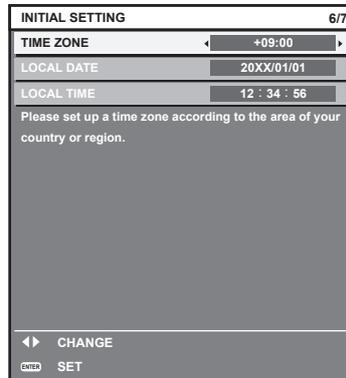 INITIAL SETTING 6/7
TIME ZONE +09:00
LOCAL DATE 20XX/01/01
LOCAL TIME 12 : 34 : 56
Please set up a time zone according to the area of your
country or region.
CHANGE
ENTER SET